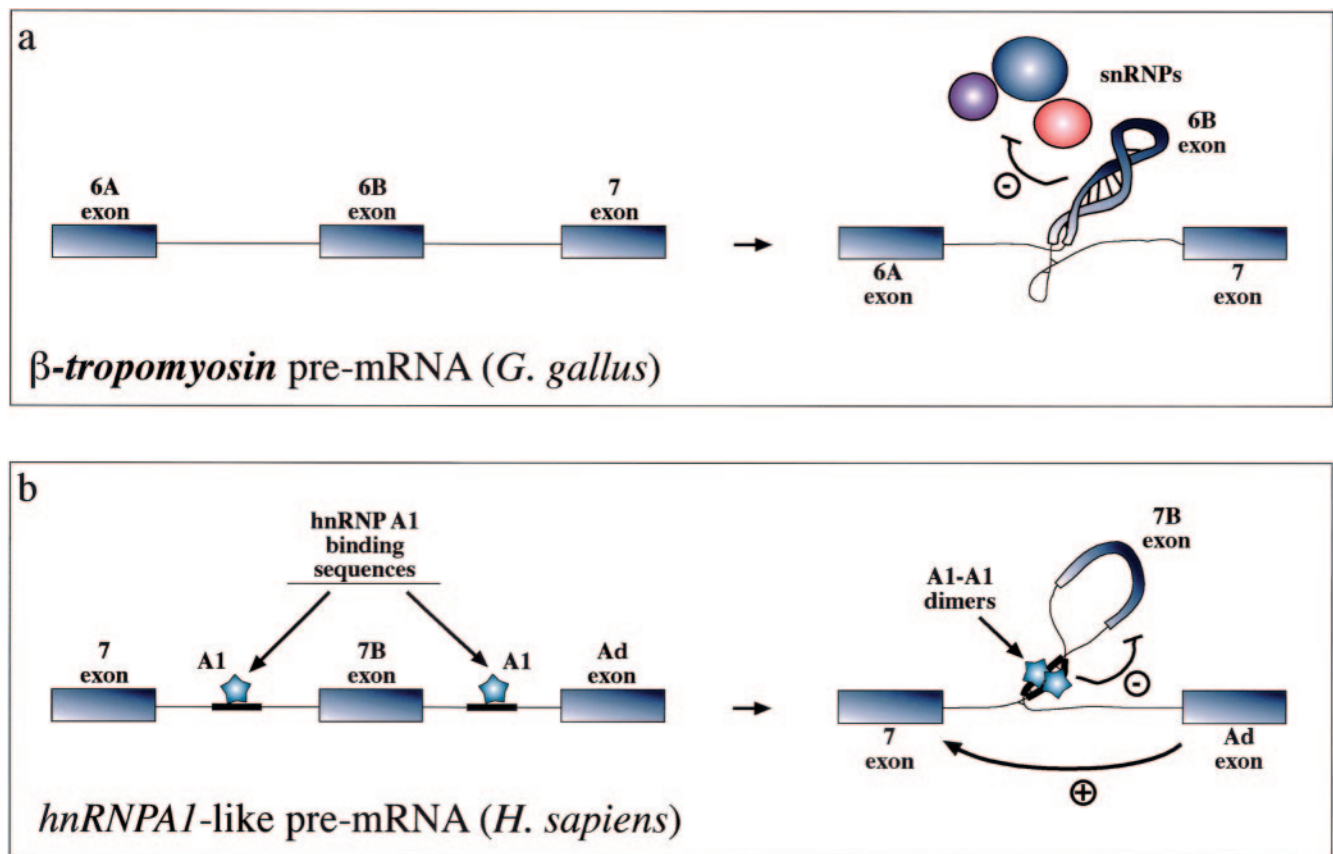 a
snRNPs
6B
exon
6A
exon
6B
exon
7
exon
-
6A
exon
7
exon
β-tropomyosin pre-mRNA (G. gallus)
b
hnRNP A1
binding
sequences
7
exon
A1
7B
exon
A1
Ad
exon
7B
exon
A1-A1
dimers
-
7
exon
Ad
exon
+
hnRNPA1-like pre-mRNA (H. sapiens)